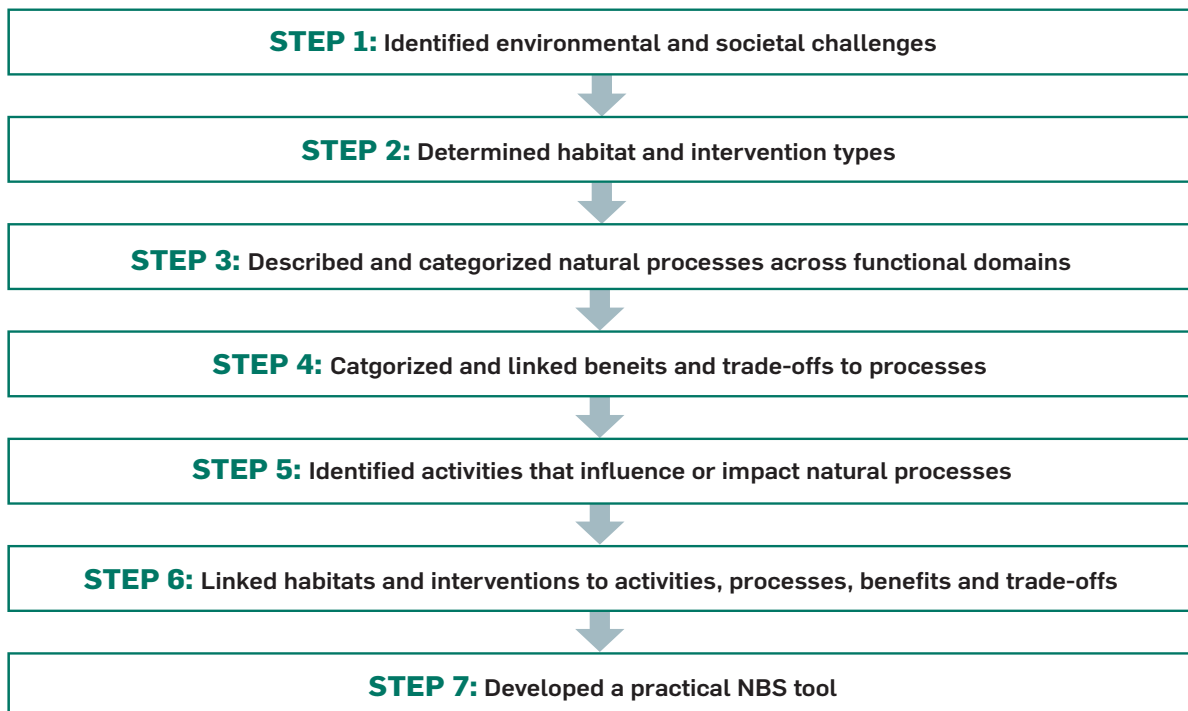 STEP 1: Identified environmental and societal challenges
STEP 2: Determined habitat and intervention types
STEP 3: Described and categorized natural processes across functional domains
STEP 4: Catgorized and linked beneits and trade-offs to processes
STEP 5: Identified activities that influence or impact natural processes
STEP 6: Linked habitats and interventions to activities, processes, benefits and trade-offs
STEP 7: Developed a practical NBS tool